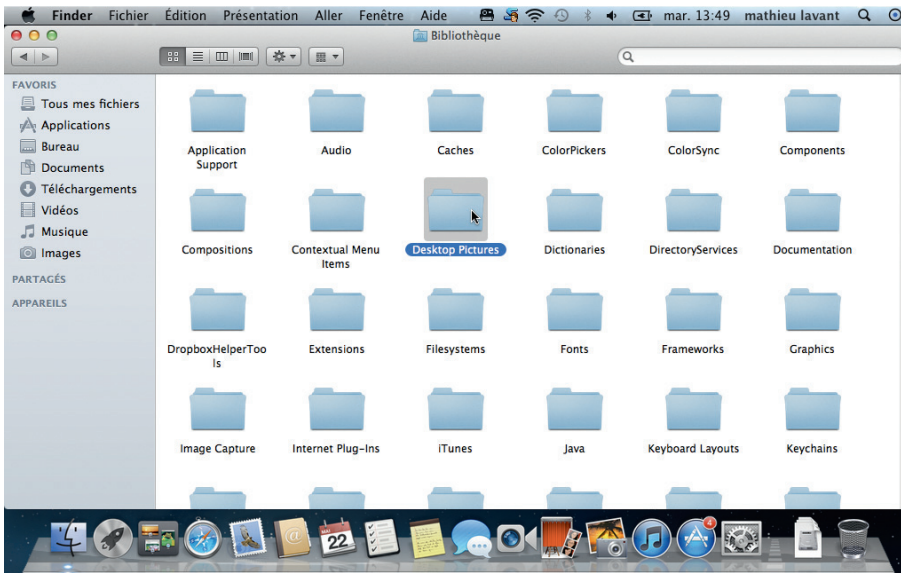 Finder Fichier Édition Présentation Aller Fenêtre Aide mar. 13:49 mathieu lavant
Bibliothèque
FAVORIS
Tous mes fichiers
Applications
Bureau
Documents
Téléchargements
Vidéos
Musique
Images
PARTAGÉS
APPAREILS
Application
Support
Audio
Caches
ColorPickers
ColorSync
Components
Compositions
Contextual Menu
Items
Desktop Pictures
Dictionaries
DirectoryServices
Documentation
DropboxHelperToo
ls
Extensions
Filesystems
Fonts
Frameworks
Graphics
Image Capture
Internet Plug-Ins
iTunes
Java
Keyboard Layouts
Keychains
@
MAI
22
4